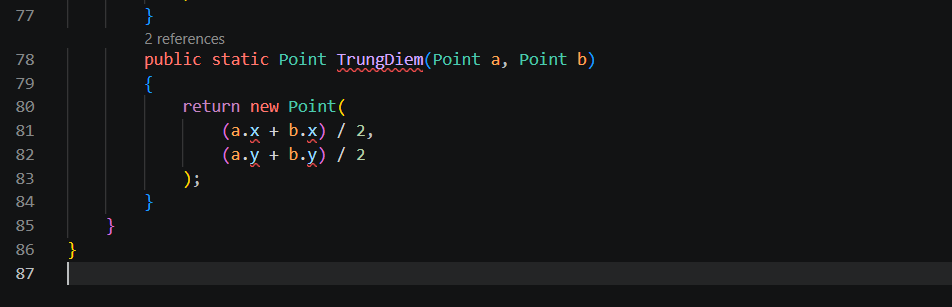 77 }
2 references
78 public static Point TrungDiem(Point a, Point b)
79 {
80 return new Point(
81 (a.x + b.x) / 2,
82 (a.y + b.y) / 2
83 );
84 }
85 }
86 }
87